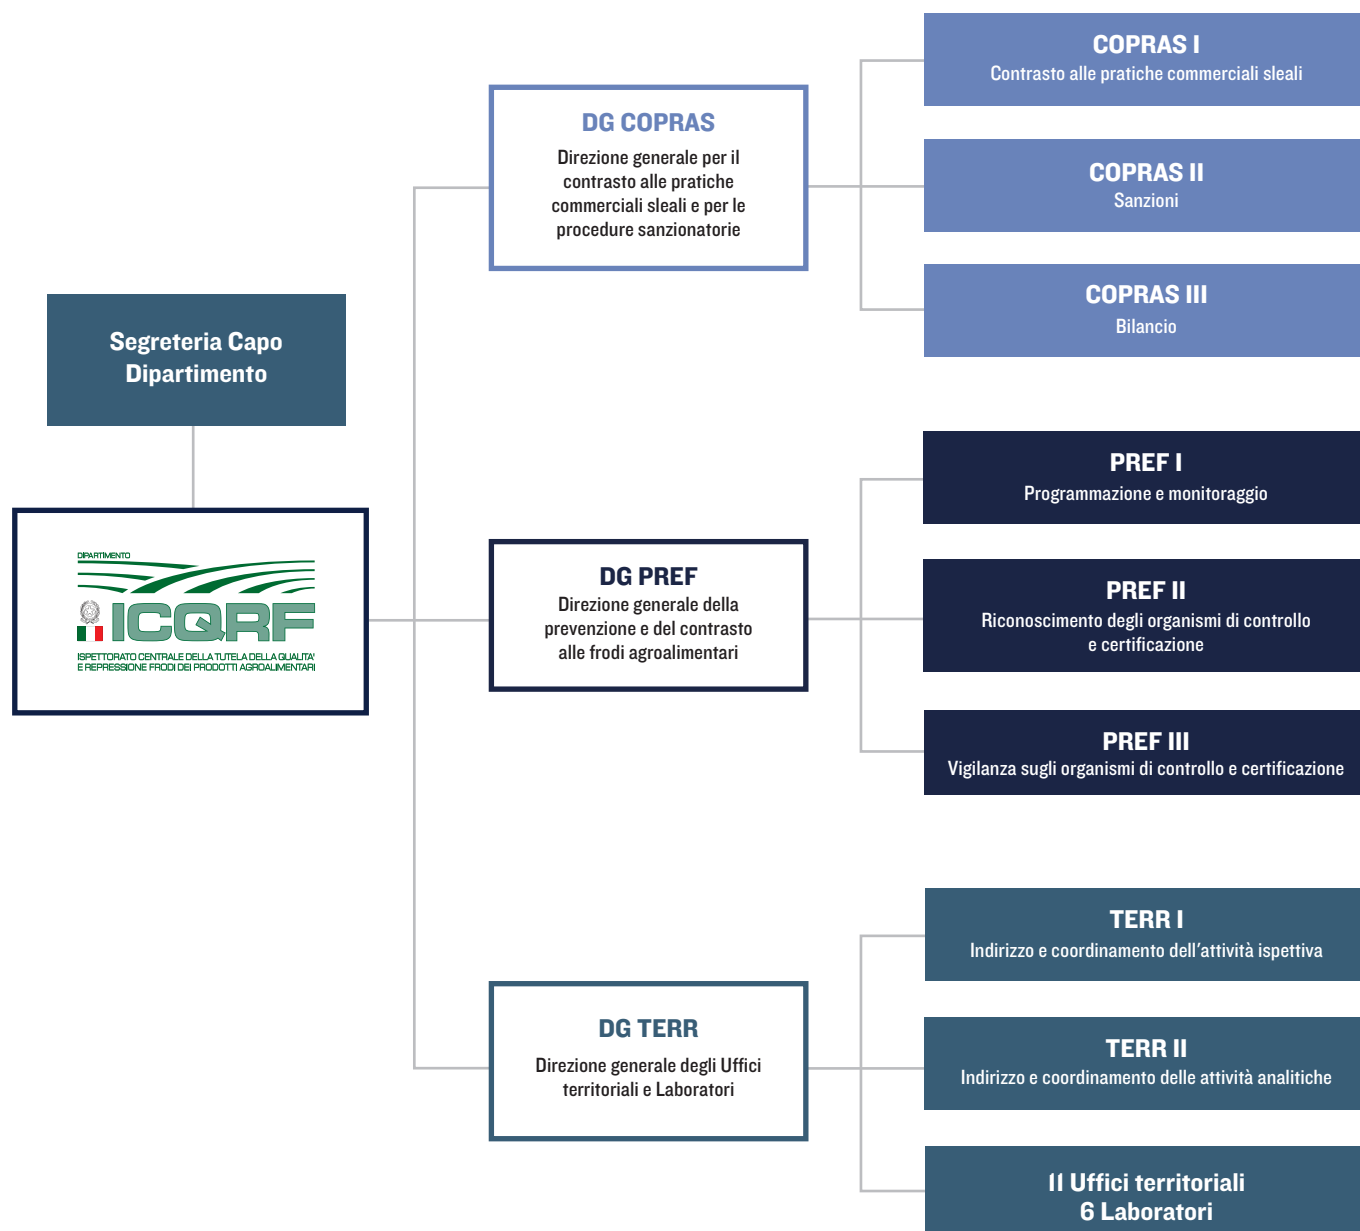 Segreteria Capo
Dipartimento
DIPARTIMENTO
ICQRF
ISPETTORATO CENTRALE DELLA TUTELA DELLA QUALITA'
E REPRESSIONE FRODI DEI PRODOTTI AGROALIMENTARI
DG COPRAS
Direzione generale per il
contrasto alle pratiche
commerciali sleali e per le
procedure sanzionatorie
COPRAS I
Contrasto alle pratiche commerciali sleali
COPRAS II
Sanzioni
COPRAS III
Bilancio
DG PREF
Direzione generale della
prevenzione e del contrasto
alle frodi agroalimentari
PREF I
Programmazione e monitoraggio
PREF II
Riconoscimento degli organismi di controllo
e certificazione
PREF III
Vigilanza sugli organismi di controllo e certificazione
DG TERR
Direzione generale degli Uffici
territoriali e Laboratori
TERR I
Indirizzo e coordinamento dell'attività ispettiva
TERR II
Indirizzo e coordinamento delle attività analitiche
11 Uffici territoriali
6 Laboratori